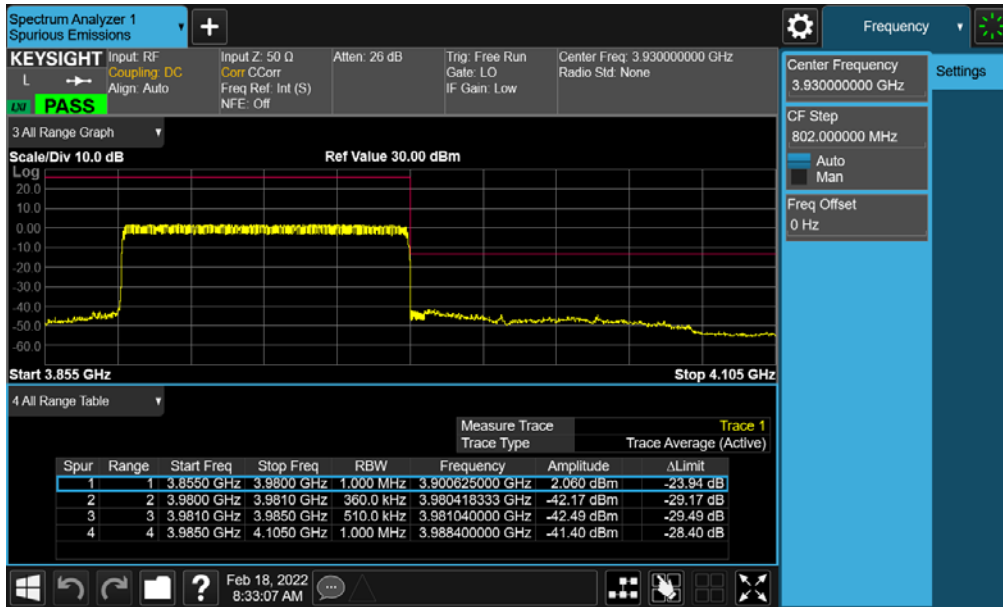 Spectrum Analyzer 1
Spurious Emissions
Frequency
KEYSIGHT
L
LXI
PASS
Input: RF
Coupling: DC
Align: Auto
Input Z: 50 Ω
Corr CCorr
Freq Ref: Int (S)
NFE: Off
Atten: 26 dB
Trig: Free Run
Gate: LO
IF Gain: Low
Center Freq: 3.930000000 GHz
Radio Std: None
Center Frequency
3.930000000 GHz
Settings
CF Step
802.000000 MHz
Auto
Man
Freq Offset
0 Hz
3 All Range Graph
Scale/Div 10.0 dB
Ref Value 30.00 dBm
Log
20.0
10.0
0.00
-10.0
-20.0
-30.0
-40.0
-50.0
-60.0
Start 3.855 GHz
Stop 4.105 GHz
4 All Range Table
Measure Trace Trace 1
Trace Type Trace Average (Active)
Spur Range Start Freq Stop Freq RBW Frequency Amplitude ΔLimit
1 1 3.8550 GHz 3.9800 GHz 1.000 MHz 3.900625000 GHz 2.060 dBm -23.94 dB
2 2 3.9800 GHz 3.9810 GHz 360.0 kHz 3.980418333 GHz -42.17 dBm -29.17 dB
3 3 3.9810 GHz 3.9850 GHz 510.0 kHz 3.981040000 GHz -42.49 dBm -29.49 dB
4 4 3.9850 GHz 4.1050 GHz 1.000 MHz 3.988400000 GHz -41.40 dBm -28.40 dB
?
Feb 18, 2022
8:33:07 AM